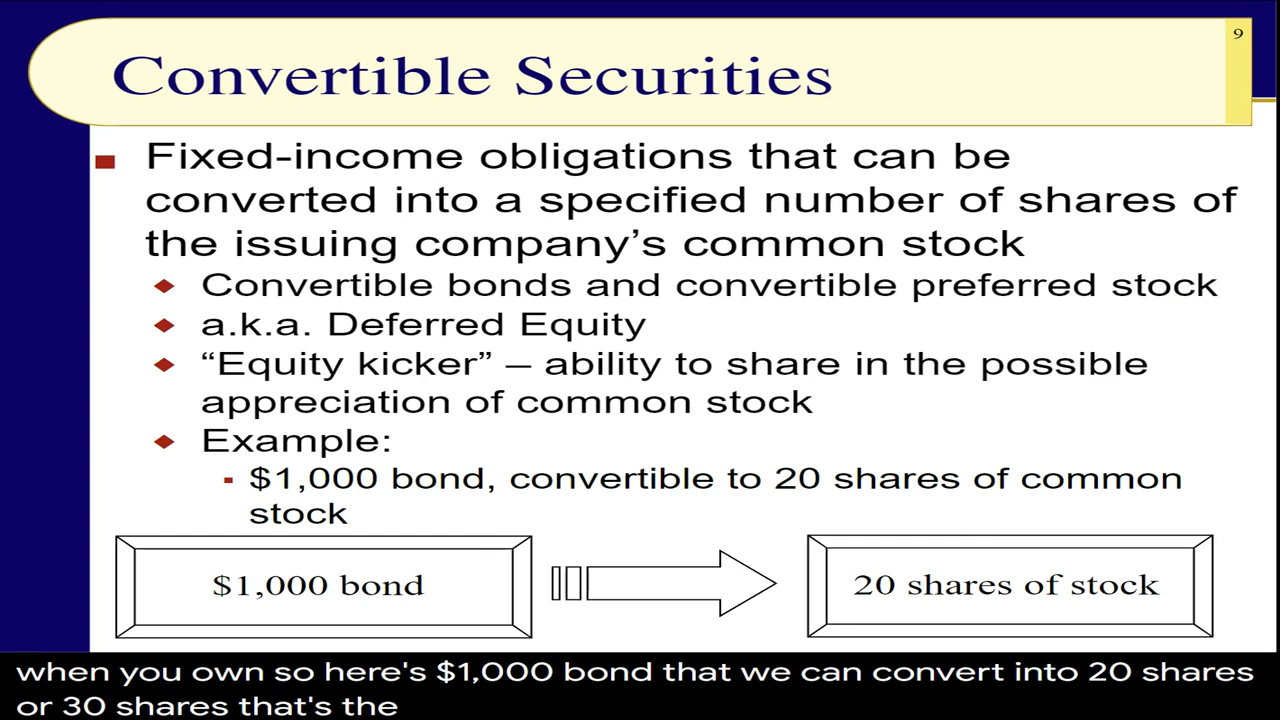 9
Convertible Securities
Fixed-income obligations that can be
converted into a specified number of shares of
the issuing company’s common stock
Convertible bonds and convertible preferred stock
a.k.a. Deferred Equity
“Equity kicker” – ability to share in the possible
appreciation of common stock
Example:
$1,000 bond, convertible to 20 shares of common
stock
$1,000 bond
20 shares of stock
when you own so here's $1,000 bond that we can convert into 20 shares
or 30 shares that's the